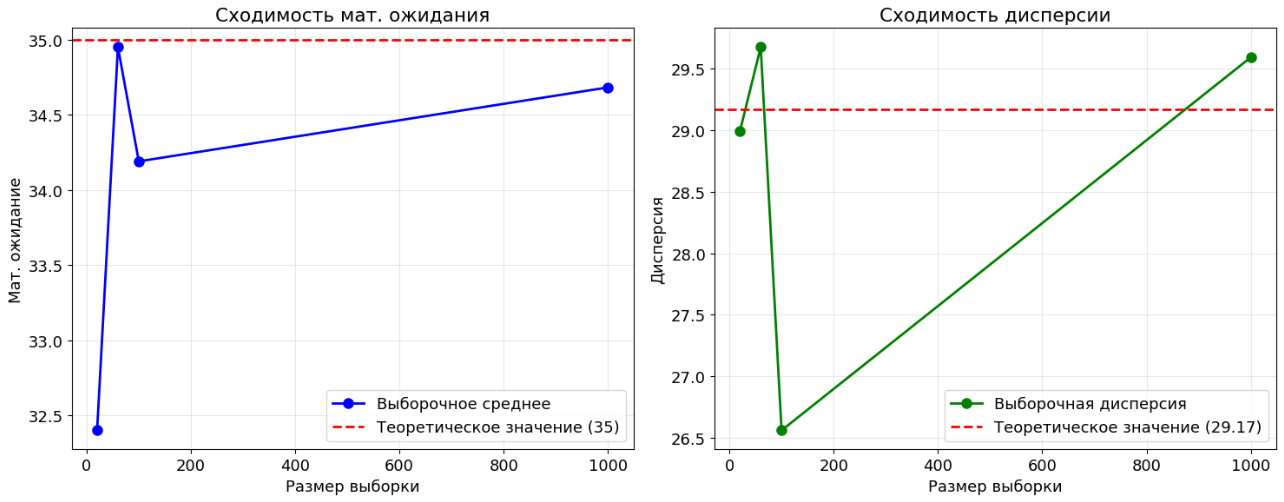 Сходимость мат. ожидания
35.0
34.5
34.0
33.5
33.0
32.5
Мат. ожидание
0
200
400
600
800
1000
Размер выборки
Выборочное среднее
Теоретическое значение (35)
Сходимость дисперсии
29.5
29.0
28.5
28.0
27.5
27.0
26.5
Дисперсия
0
200
400
600
800
1000
Размер выборки
Выборочная дисперсия
Теоретическое значение (29.17)